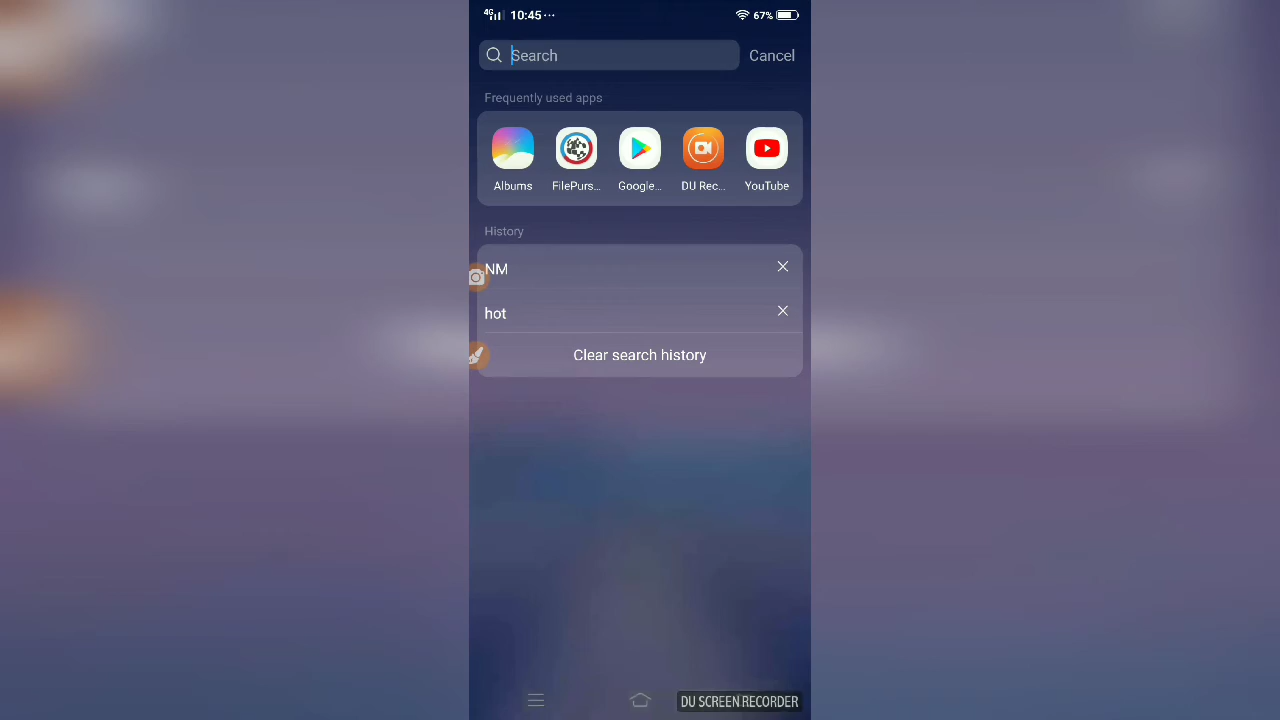 4G 10:45 ... 67%
Search Cancel
Frequently used apps
Albums FilePurs... Google... DU Rec... YouTube
History
NM
hot
Clear search history
DU SCREEN RECORDER